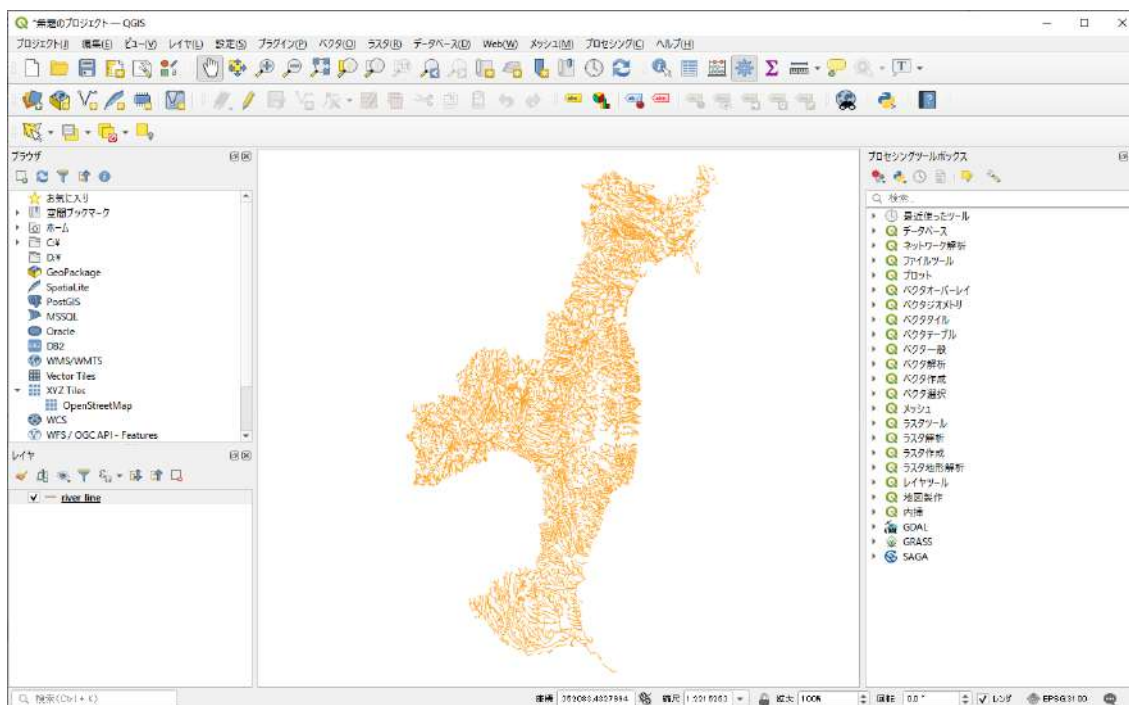 *無題のプロジェクト — QGIS
プロジェクト(J) 編集(E) ビュー(V) レイヤ(L) 設定(S) プラグイン(P) ベクタ(O) ラスタ(R) データベース(D) Web(W) メッシュ(M) プロセシング(C) ヘルプ(H)
ブラウザ
お気に入り
空間ブックマーク
ホーム
C:¥
D:¥
GeoPackage
SpatiaLite
PostGIS
MSSQL
Oracle
DB2
WMS/WMTS
Vector Tiles
XYZ Tiles
OpenStreetMap
WCS
WFS / OGC API - Features
レイヤ
river line
プロセシングツールボックス
検索...
最近使ったツール
データベース
ネットワーク解析
ファイルツール
プロット
ベクタオーバーレイ
ベクタジオメトリ
ベクタタイル
ベクタテーブル
ベクタ一般
ベクタ解析
ベクタ作成
ベクタ選択
メッシュ
ラスタツール
ラスタ解析
ラスタ作成
ラスタ地形解析
レイヤツール
地図製作
内挿
GDAL
GRASS
SAGA
検索(Ctrl + K)
座標 縮尺 拡大 100% 回転 0.0 ° レンダ EPSG:3100